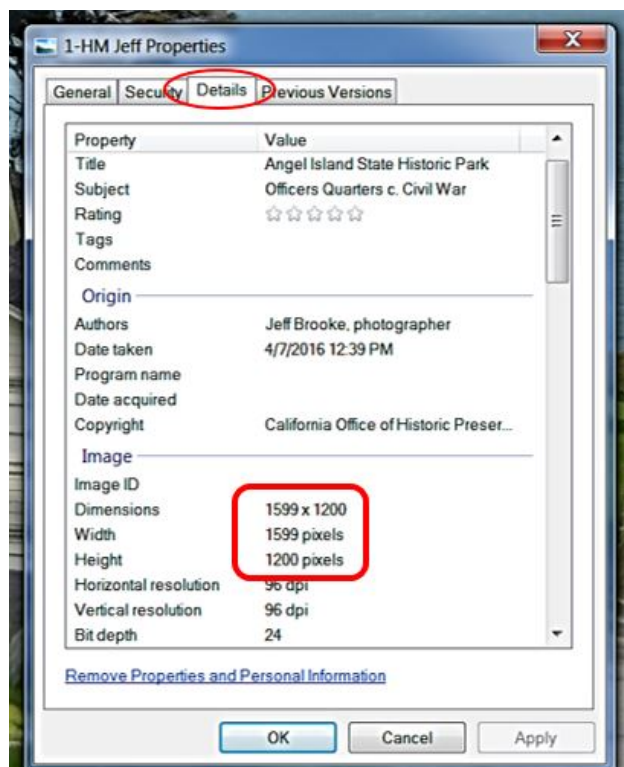 1-HM Jeff Properties
General Security Details Previous Versions
Property Value
Title Angel Island State Historic Park
Subject Officers Quarters c. Civil War
Rating
Tags
Comments
Origin
Authors Jeff Brooke, photographer
Date taken 4/7/2016 12:39 PM
Program name
Date acquired
Copyright California Office of Historic Preser...
Image
Image ID
Dimensions 1599 x 1200
Width 1599 pixels
Height 1200 pixels
Horizontal resolution 96 dpi
Vertical resolution 96 dpi
Bit depth 24
Remove Properties and Personal Information
OK Cancel Apply